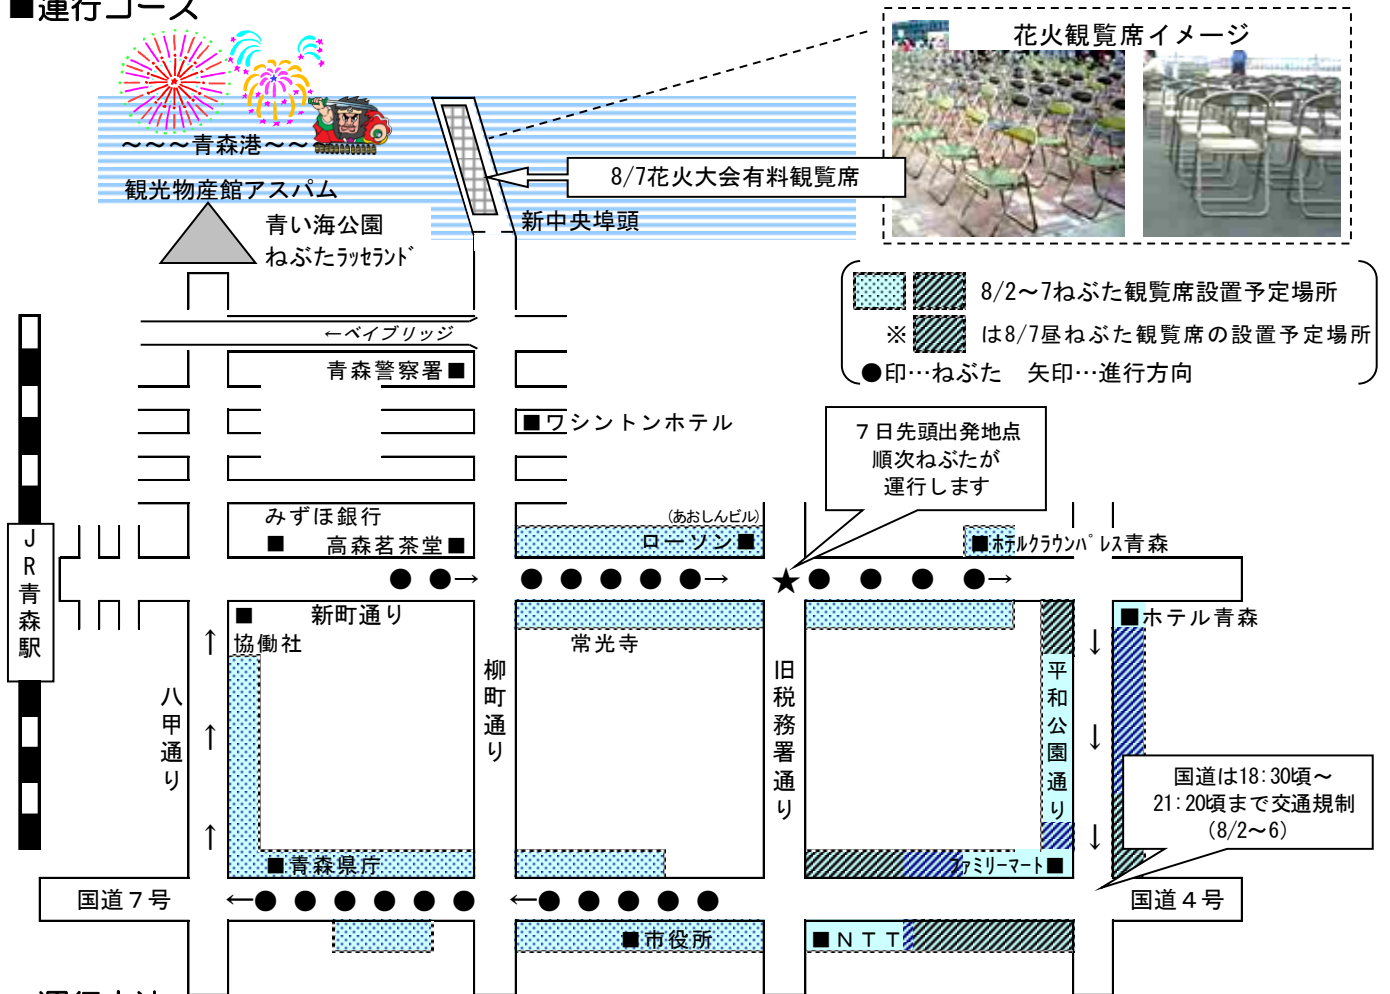 ■運行コース
花火観覧席イメージ
～～～青森港～～
8/7花火大会有料観覧席
観光物産館アスパム
青い海公園
ねぶたﾗｯｾﾗﾝﾄﾞ
新中央埠頭
8/2～7ねぶた観覧席設置予定場所
※ は8/7昼ねぶた観覧席の設置予定場所
●印…ねぶた　矢印…進行方向
←ベイブリッジ
青森警察署■
■ワシントンホテル
７日先頭出発地点
順次ねぶたが
運行します
みずほ銀行
■
高森茗茶堂■
(あおしんビル)
ローソン■
■ﾎﾃﾙｸﾗｳﾝﾊﾟﾚｽ青森
ＪＲ青森駅
●●→
●●●●●→
★●●●●→
■
協働社
新町通り
常光寺
■ホテル青森
八甲通り
柳町通り
旧税務署通り
平和公園通り
国道は18:30頃～
21:20頃まで交通規制
（8/2～6）
■青森県庁
ﾌｧﾐﾘｰﾏｰﾄ■
国道７号
←●●●●●●
←●●●●●
国道４号
■市役所
■ＮＴＴ